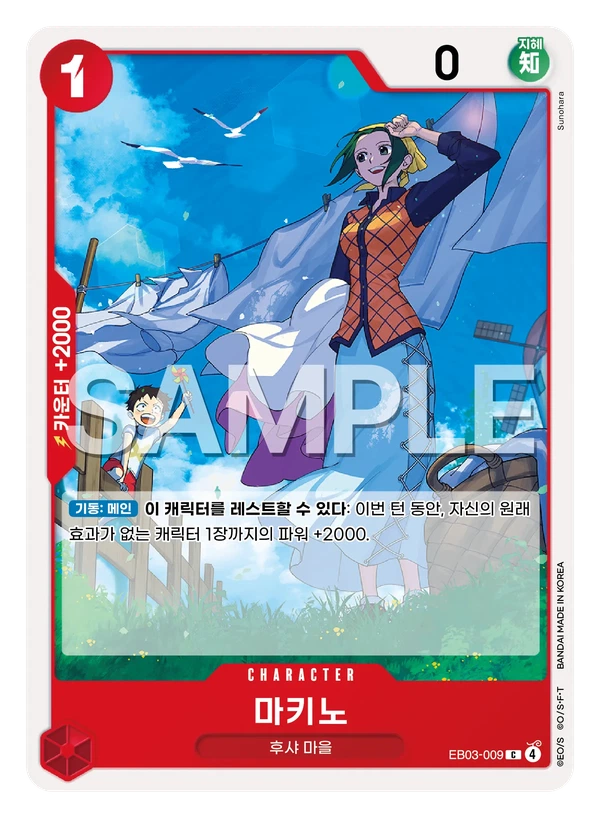 1
0
지혜
知
Sunohara
카운터 +2000
SAMPLE
기동: 메인 이 캐릭터를 레스트할 수 있다: 이번 턴 동안, 자신의 원래
효과가 없는 캐릭터 1장까지의 파워 +2000.
CHARACTER
마키노
후샤 마을
EB03-009 C 4
©EO/S ©O/S·F·T BANDAI MADE IN KOREA